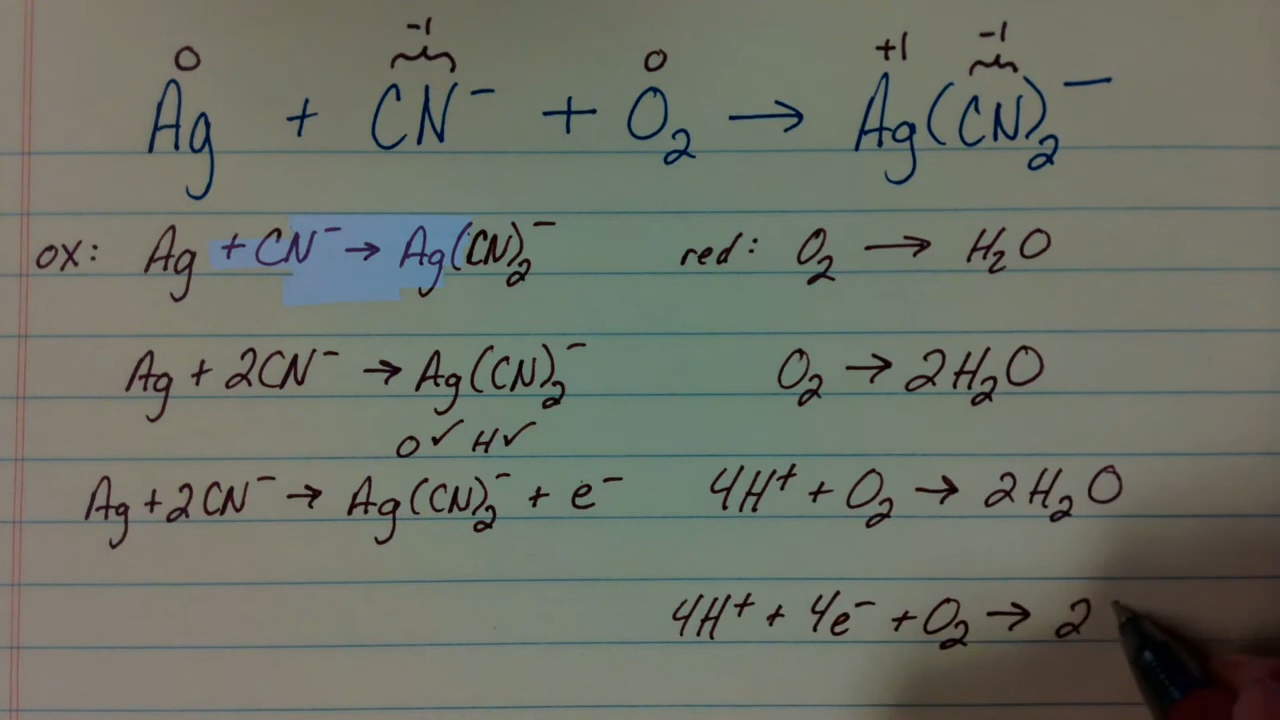 0 -1 0 +1 -1
Ag + CN⁻ + O₂ → Ag(CN)₂⁻
ox: Ag + CN⁻ → Ag(CN)₂⁻ red: O₂ → H₂O
Ag + 2CN⁻ → Ag(CN)₂⁻ O₂ → 2H₂O
O✓ H✓
Ag + 2CN⁻ → Ag(CN)₂⁻ + e⁻ 4H⁺ + O₂ → 2H₂O
4H⁺ + 4e⁻ + O₂ → 2